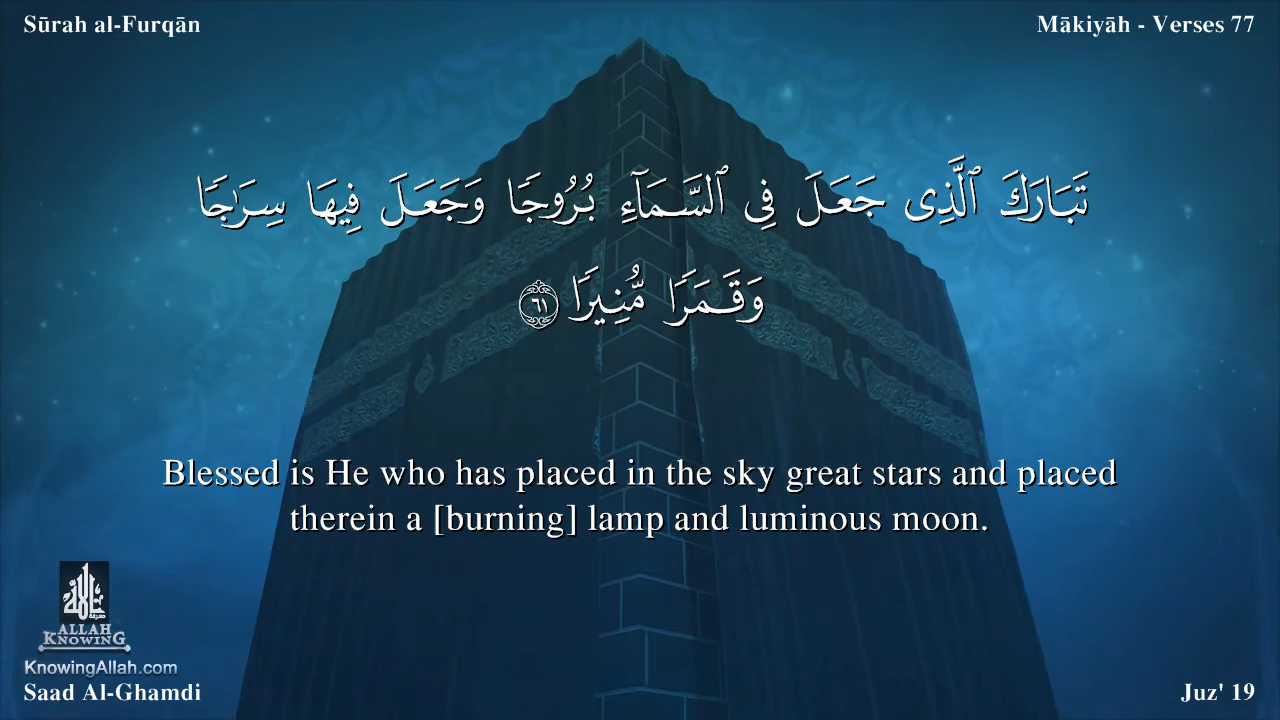 Sūrah al-Furqān
Mākiyāh - Verses 77
تَبَارَكَ ٱلَّذِى جَعَلَ فِى ٱلسَّمَآءِ بُرُوجًا وَجَعَلَ فِيهَا سِرَٰجًا
وَقَمَرًا مُّنِيرًا ٦١
Blessed is He who has placed in the sky great stars and placed
therein a [burning] lamp and luminous moon.
ALLAH
KNOWING
KnowingAllah.com
Saad Al-Ghamdi
Juz' 19